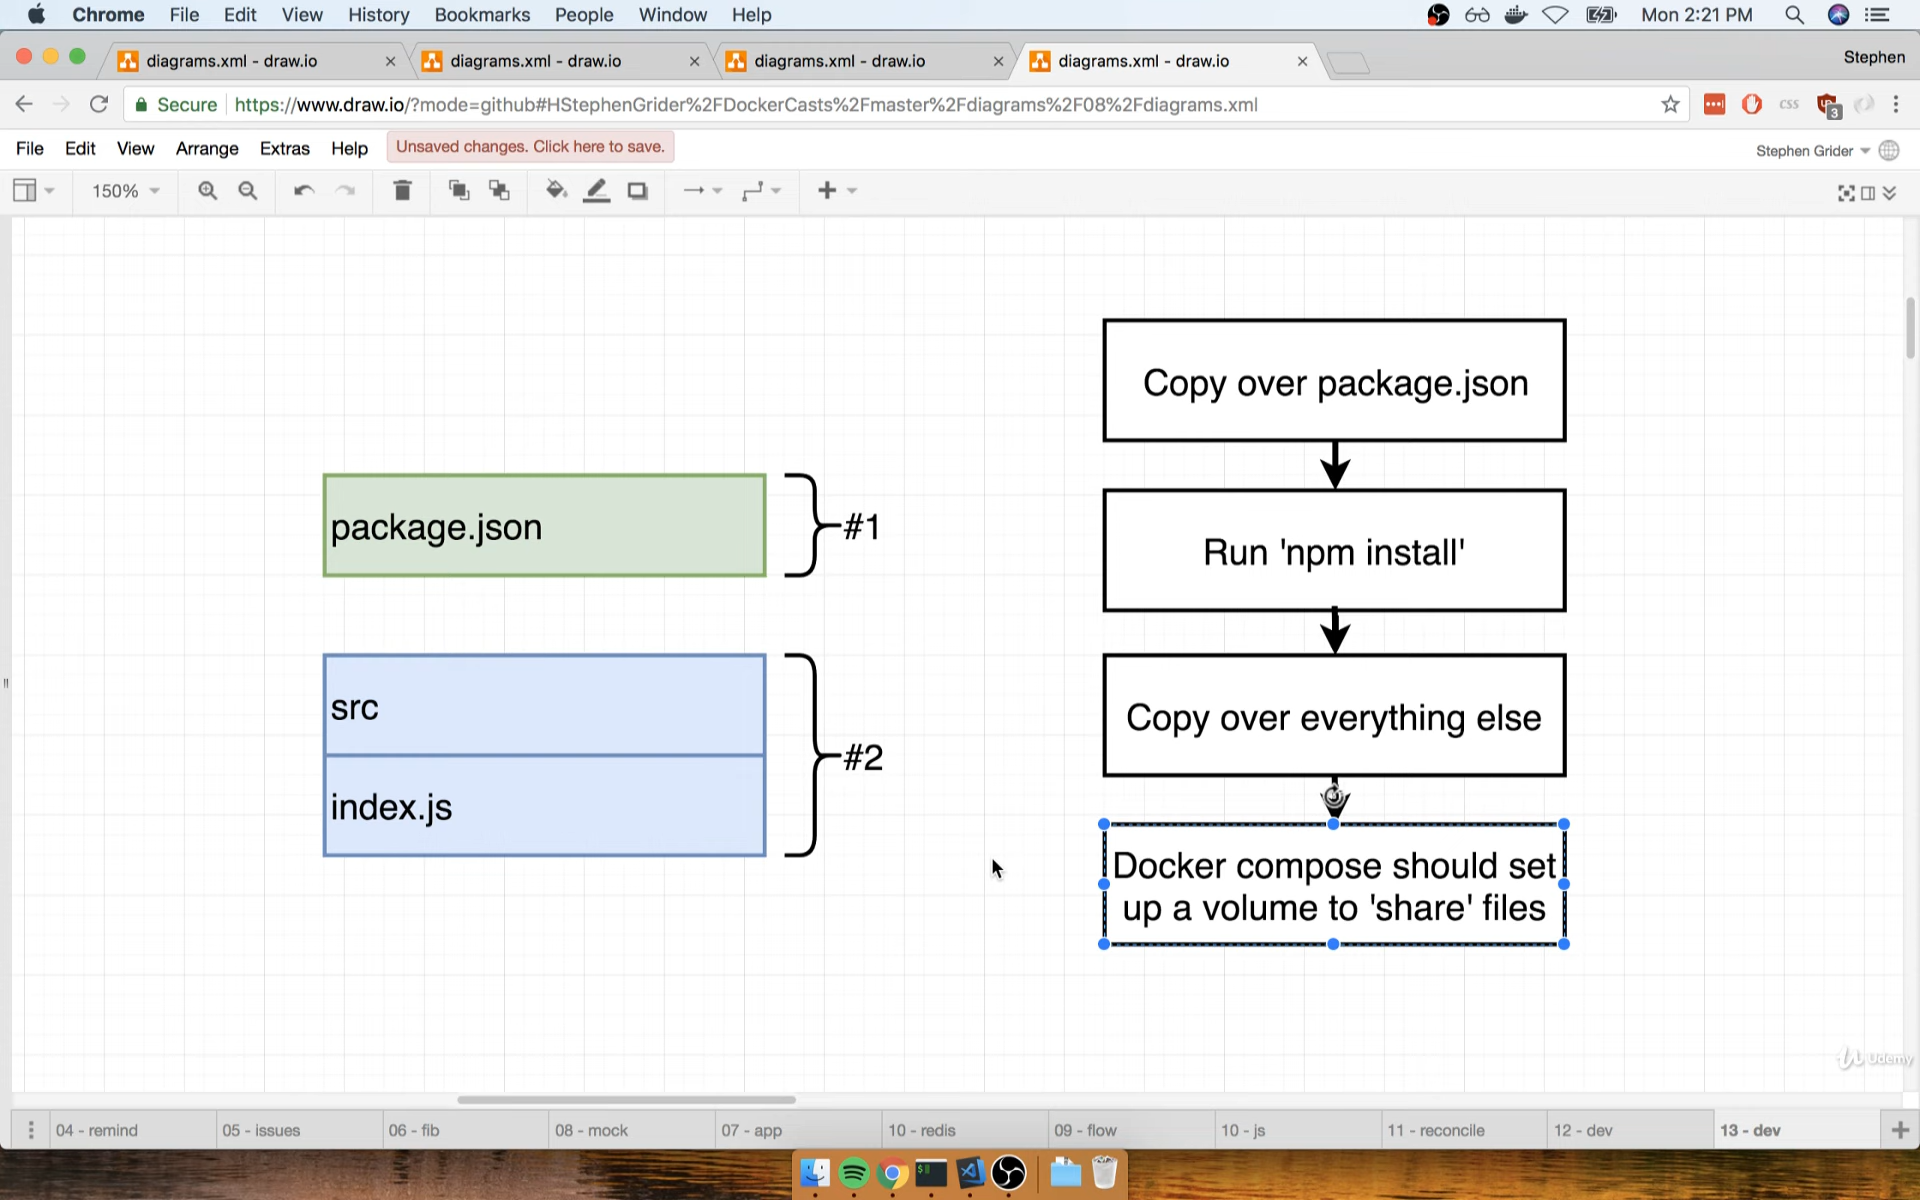 Chrome File Edit View History Bookmarks People Window Help Mon 2:21 PM
diagrams.xml - draw.io diagrams.xml - draw.io diagrams.xml - draw.io diagrams.xml - draw.io Stephen
Secure https://www.draw.io/?mode=github#HStephenGrider%2FDockerCasts%2Fmaster%2Fdiagrams%2F08%2Fdiagrams.xml CSS 3
File Edit View Arrange Extras Help Unsaved changes. Click here to save. Stephen Grider
150%
Copy over package.json
package.json #1
Run 'npm install'
src
Copy over everything else
#2
index.js
Docker compose should set
up a volume to 'share' files
Udemy
04 - remind 05 - issues 06 - fib 08 - mock 07 - app 10 - redis 09 - flow 10 - js 11 - reconcile 12 - dev 13 - dev